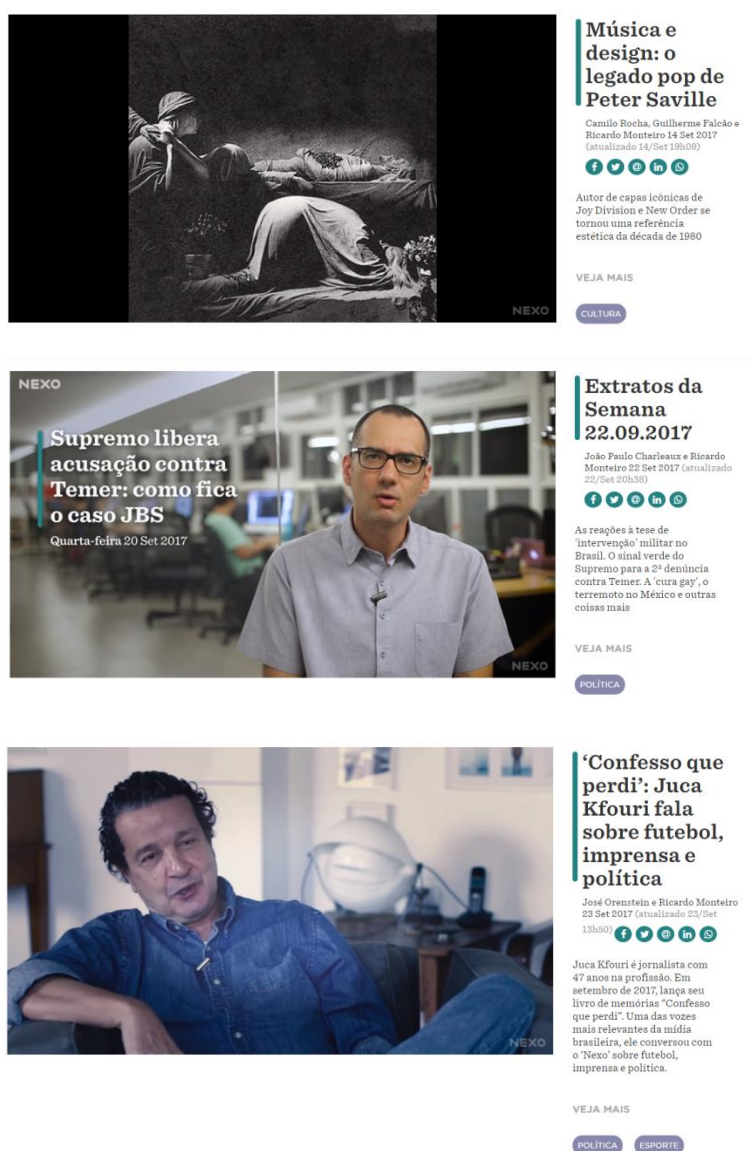 Música e
design: o
legado pop de
Peter Saville
Camilo Rocha, Guilherme Falcão e
Ricardo Monteiro 14 Set 2017
(atualizado 14/Set 19h09)
Autor de capas icônicas de
Joy Division e New Order se
tornou uma referência
estética da década de 1980
VEJA MAIS
NEXO
CULTURA
NEXO
Supremo libera
acusação contra
Temer: como fica
o caso JBS
Quarta-feira 20 Set 2017
NEXO
Extratos da
Semana
22.09.2017
João Paulo Charleaux e Ricardo
Monteiro 22 Set 2017 (atualizado
22/Set 20h38)
As reações à tese de
'intervenção' militar no
Brasil. O sinal verde do
Supremo para a 2ª denúncia
contra Temer. A 'cura gay', o
terremoto no México e outras
coisas mais
VEJA MAIS
POLÍTICA
NEXO
‘Confesso que
perdi’: Juca
Kfouri fala
sobre futebol,
imprensa e
política
José Orenstein e Ricardo Monteiro
23 Set 2017 (atualizado 23/Set
13h50)
Juca Kfouri é jornalista com
47 anos na profissão. Em
setembro de 2017, lança seu
livro de memórias “Confesso
que perdi”. Uma das vozes
mais relevantes da mídia
brasileira, ele conversou com
o ‘Nexo’ sobre futebol,
imprensa e política.
VEJA MAIS
POLÍTICA ESPORTE